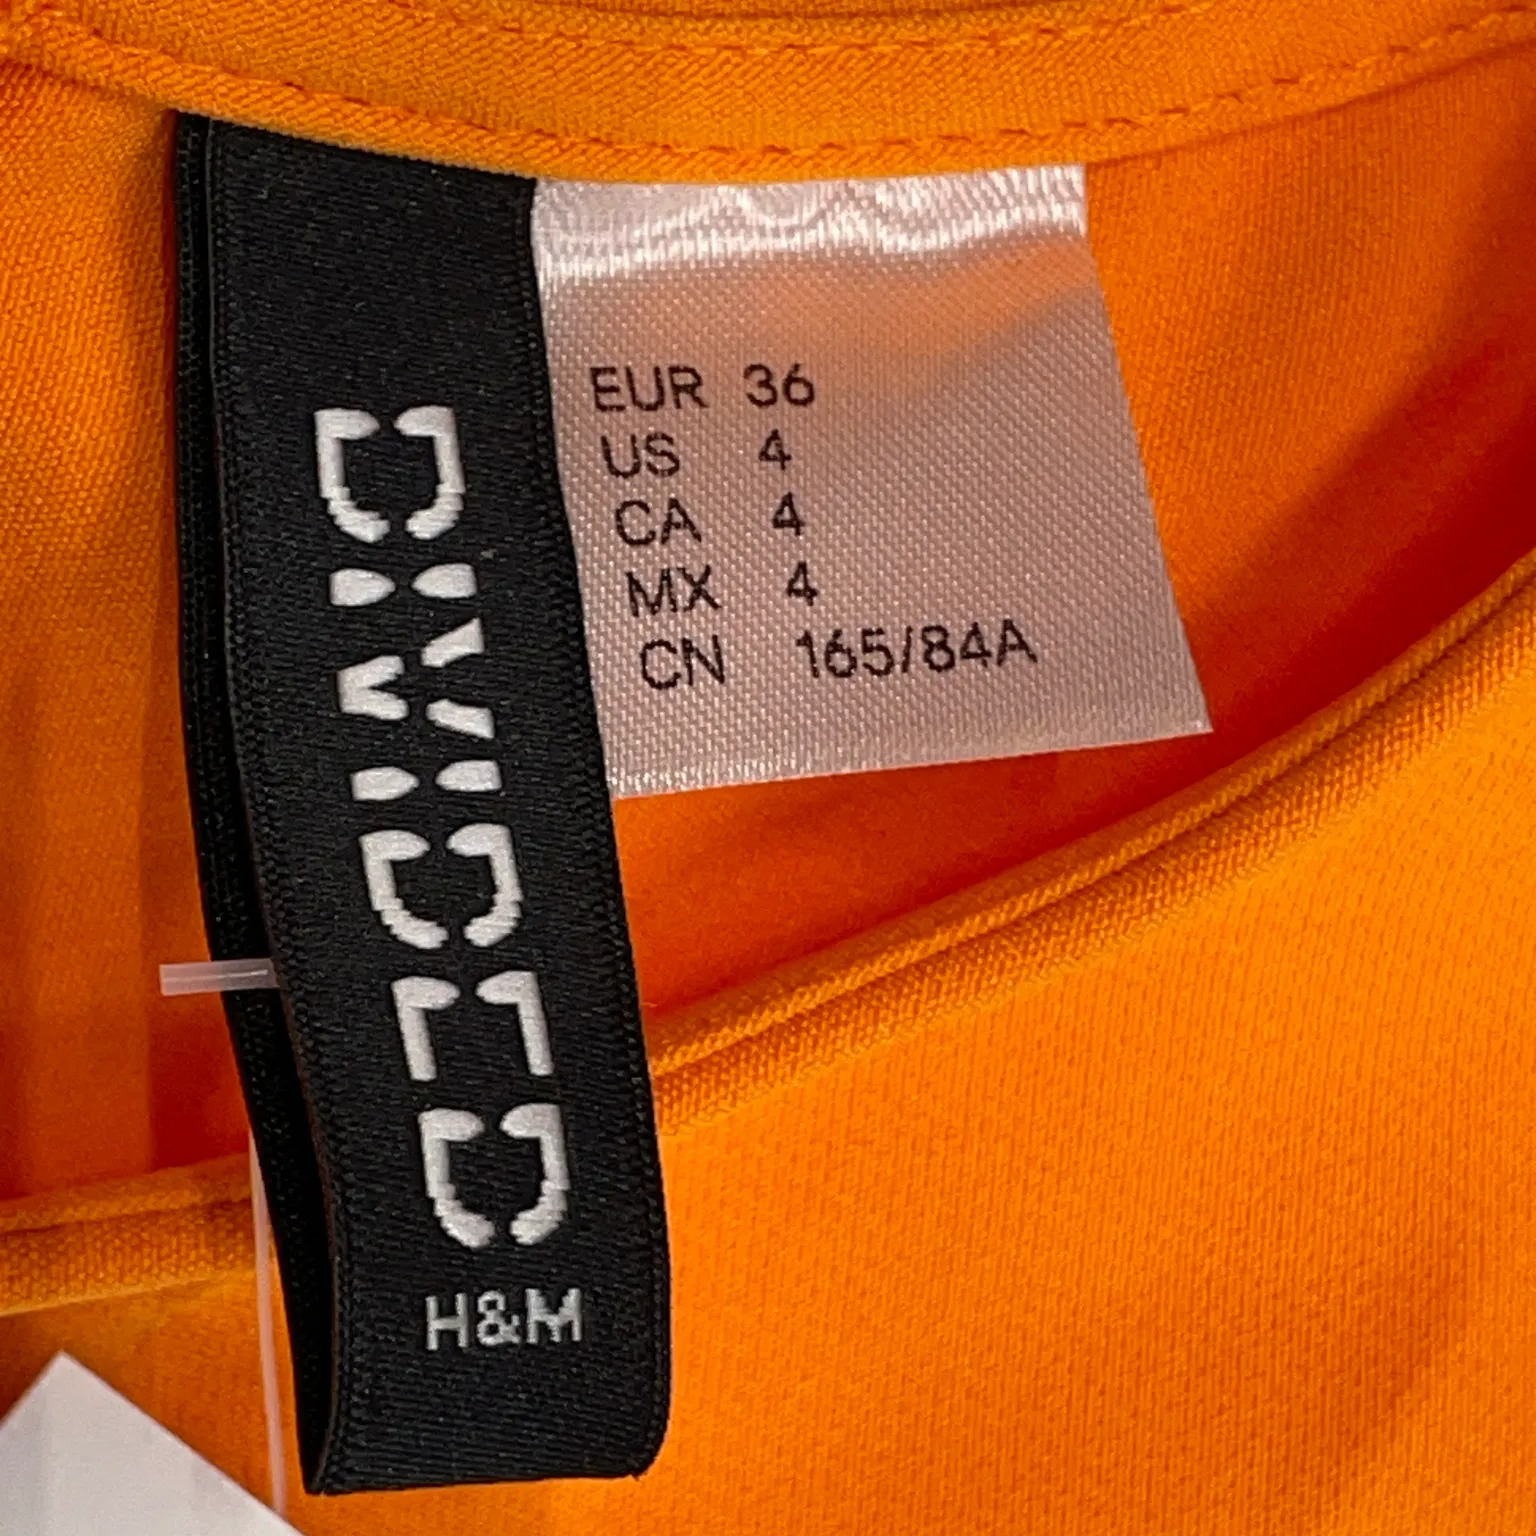 DIVIDED
H&M
EUR 36
US 4
CA 4
MX 4
CN 165/84A